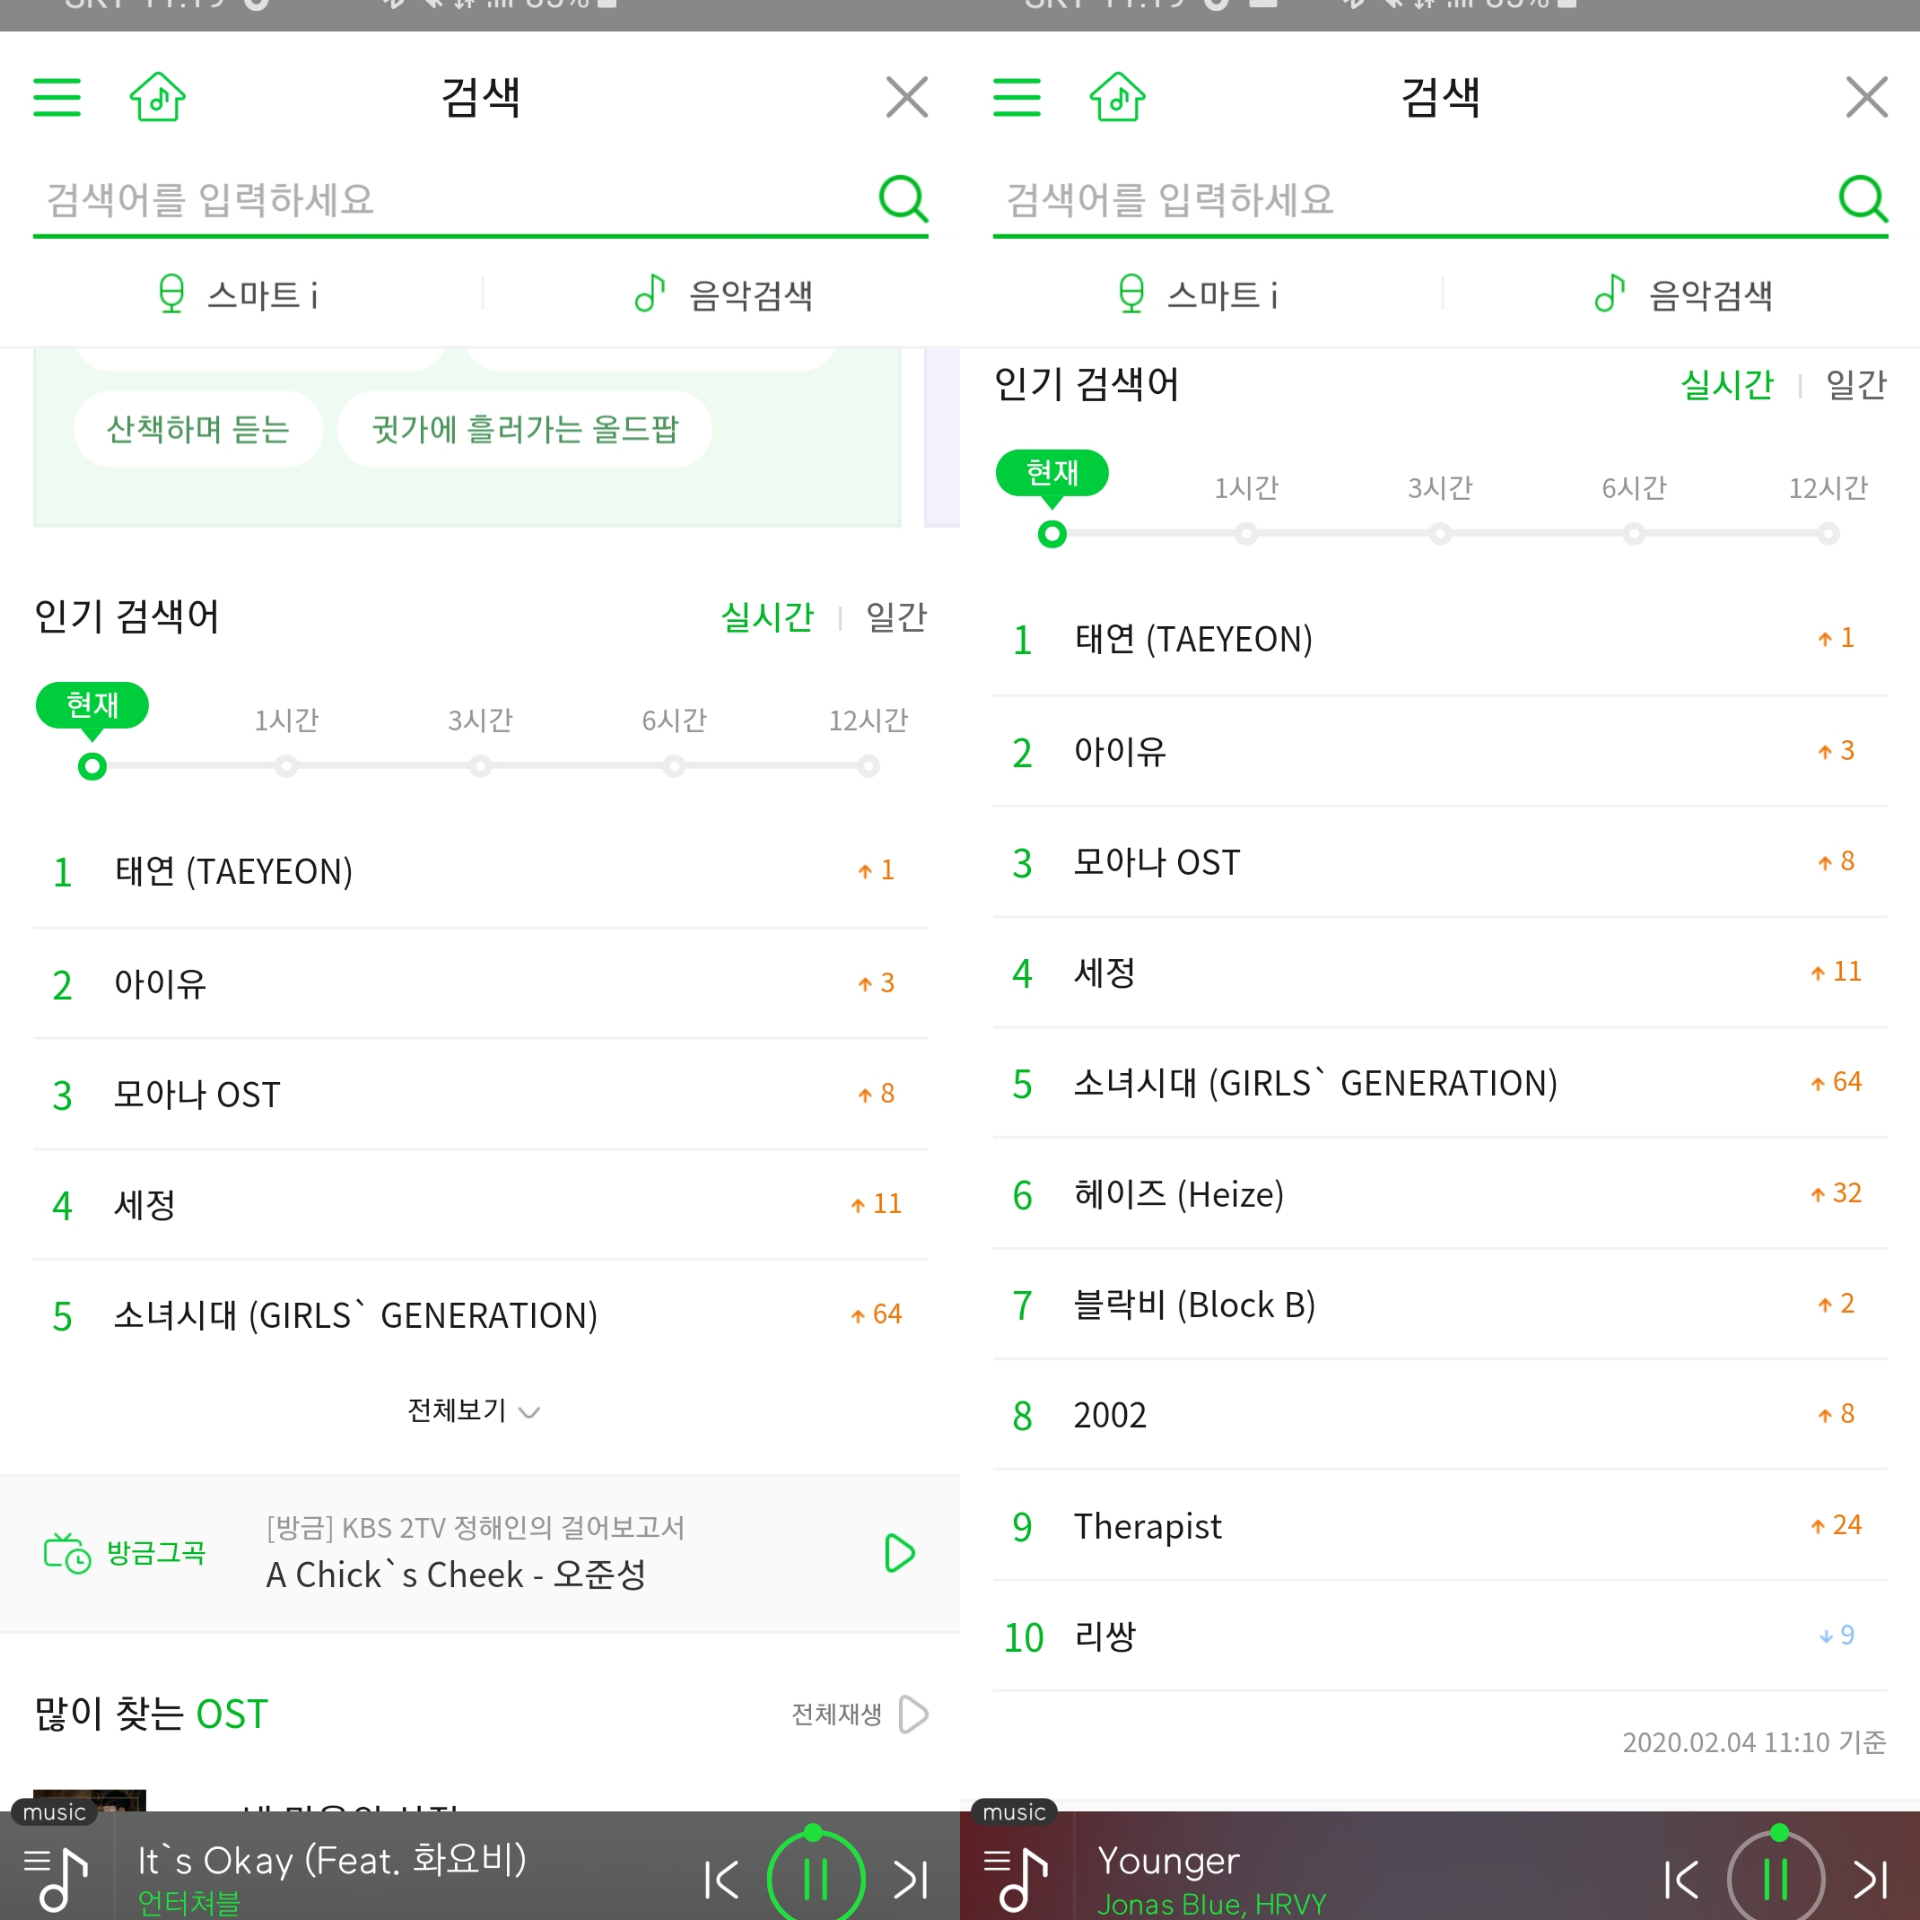 SKT 11:19
85%
검색
검색어를 입력하세요
스마트 i
음악검색
산책하며 듣는
귓가에 흘러가는 올드팝
인기 검색어
실시간
일간
현재
1시간
3시간
6시간
12시간
1 태연 (TAEYEON) 1
2 아이유 3
3 모아나 OST 8
4 세정 11
5 소녀시대 (GIRLS` GENERATION) 64
전체보기
방금그곡
[방금] KBS 2TV 정해인의 걸어보고서
A Chick`s Cheek - 오준성
많이 찾는 OST
전체재생
music
It`s Okay (Feat. 화요비)
언터쳐블
SKT 11:19
85%
검색
검색어를 입력하세요
스마트 i
음악검색
인기 검색어
실시간
일간
현재
1시간
3시간
6시간
12시간
1 태연 (TAEYEON) 1
2 아이유 3
3 모아나 OST 8
4 세정 11
5 소녀시대 (GIRLS` GENERATION) 64
6 헤이즈 (Heize) 32
7 블락비 (Block B) 2
8 2002 8
9 Therapist 24
10 리쌍 9
2020.02.04 11:10 기준
music
Younger
Jonas Blue, HRVY